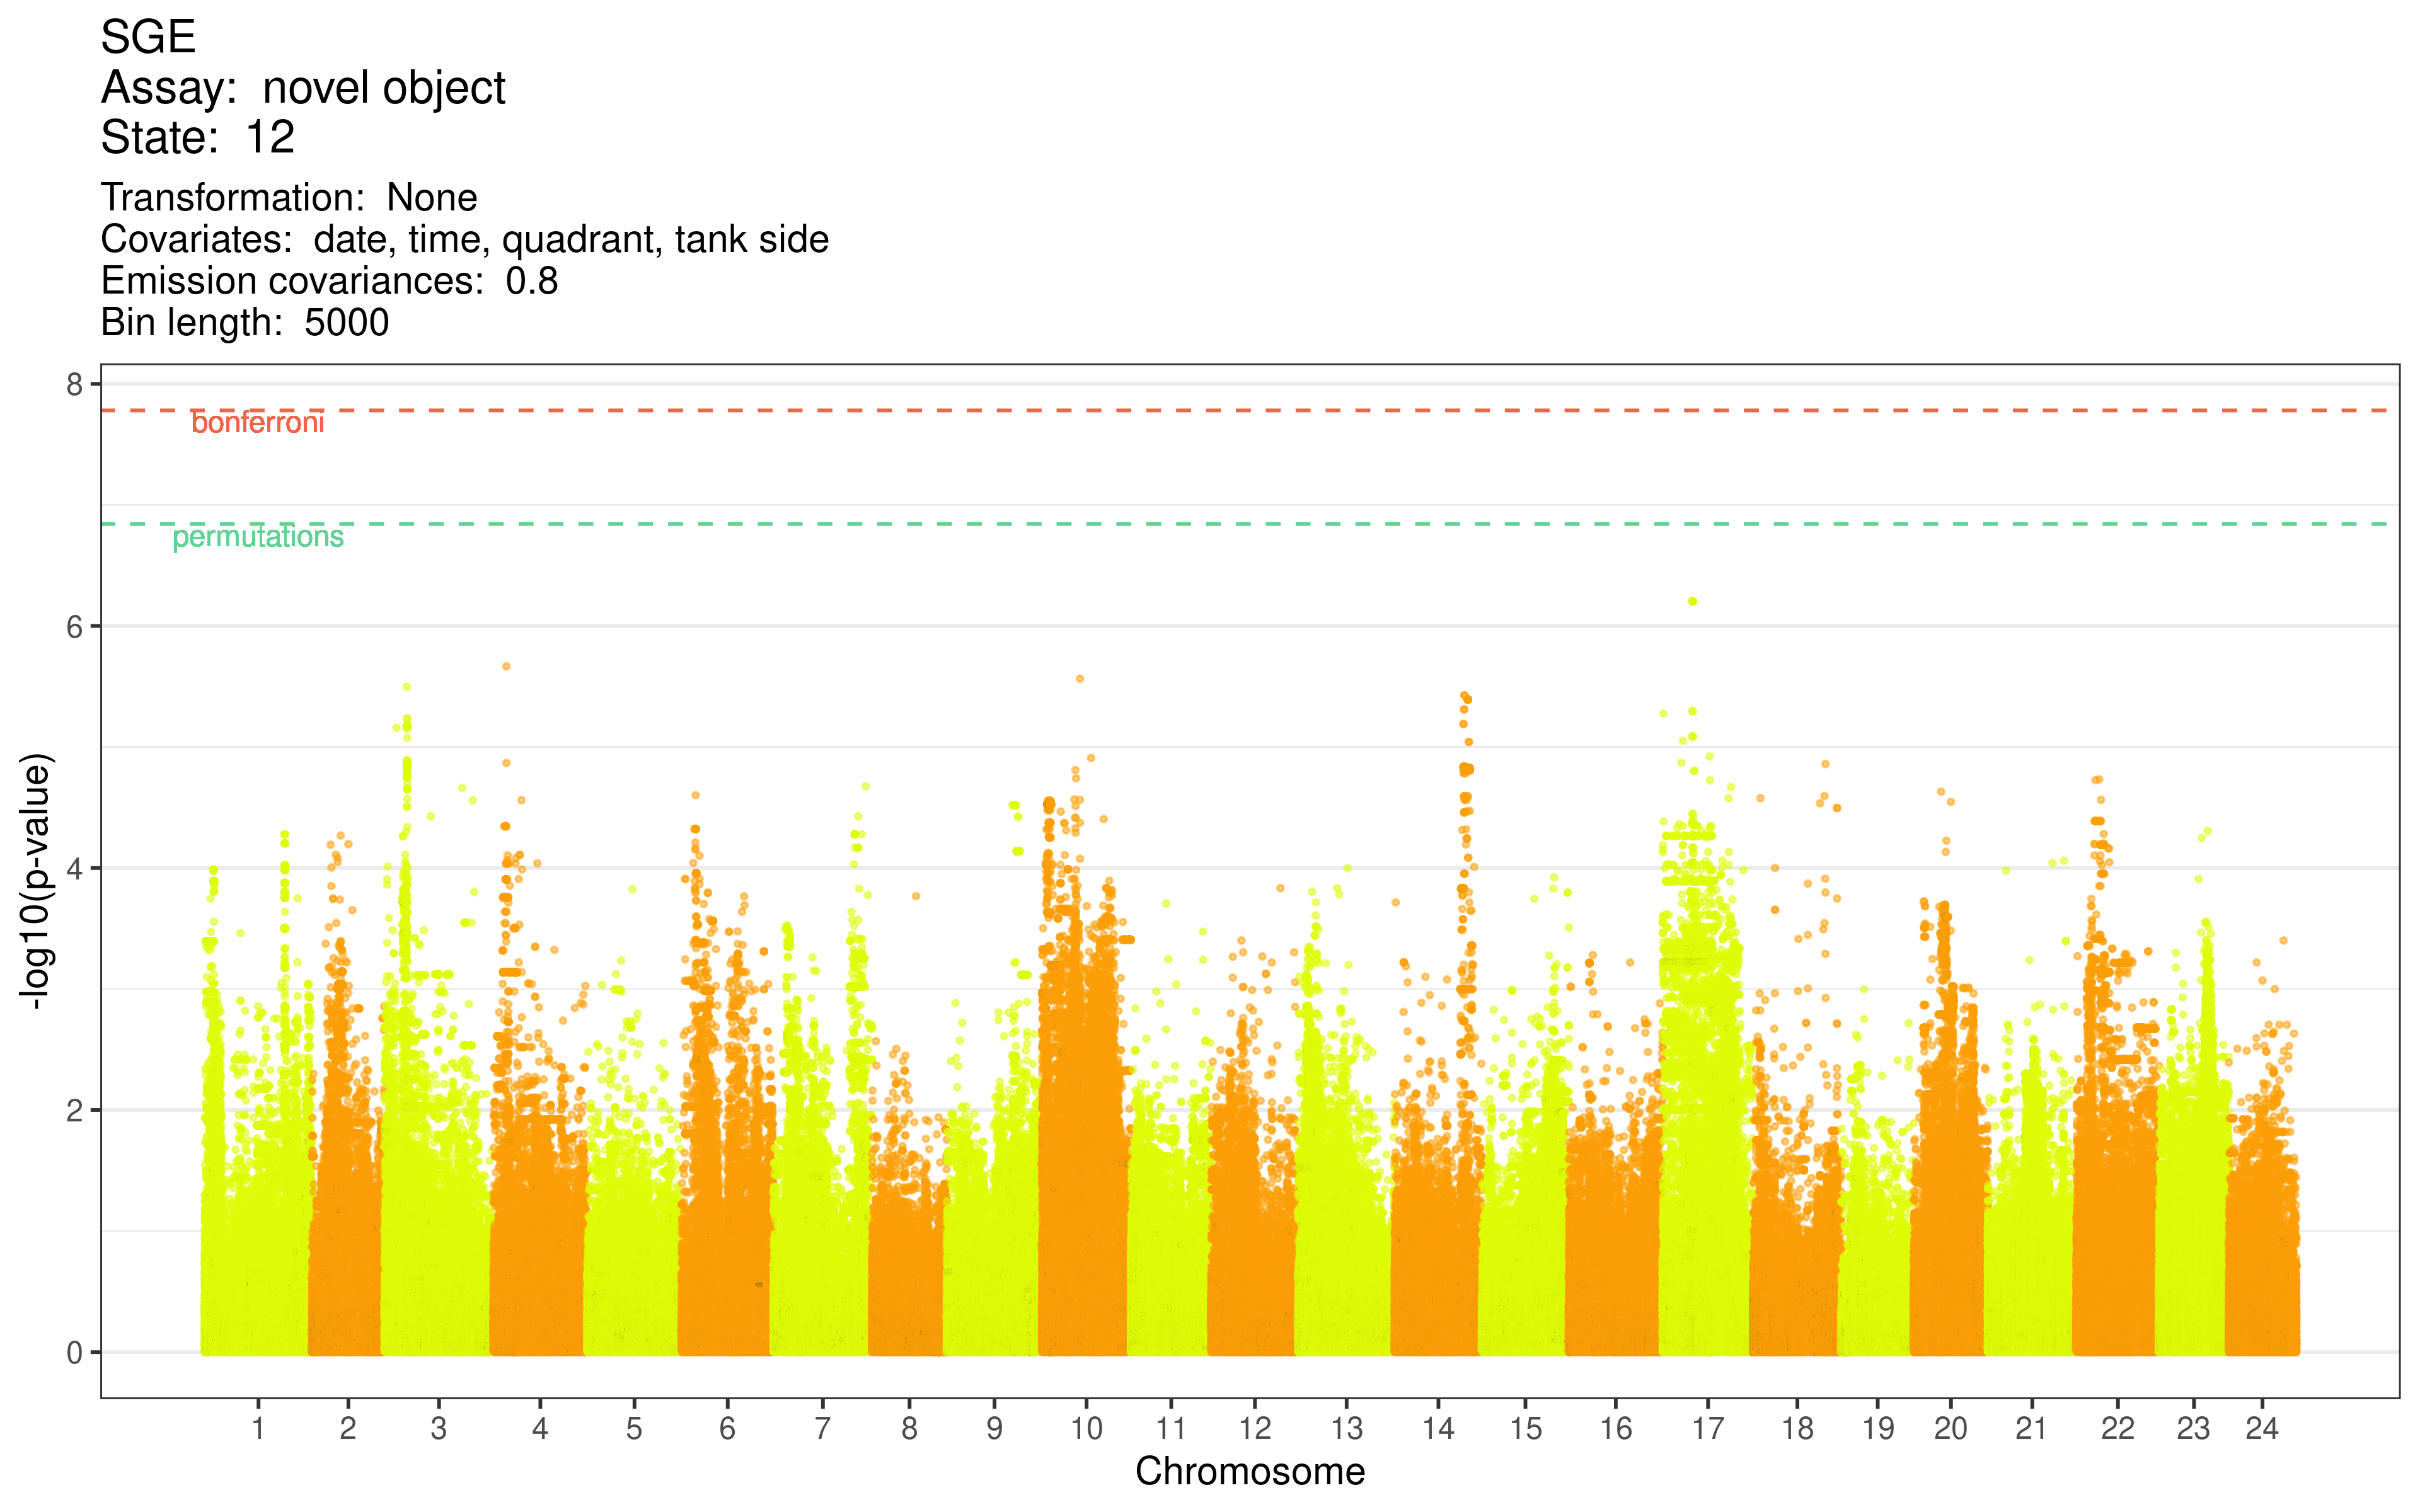 SGE
Assay:  novel object
State:  12
Transformation:  None
Covariates:  date, time, quadrant, tank side
Emission covariances:  0.8
Bin length:  5000
8
bonferroni
permutations
6
4
2
0
-log10(p-value)
1 2 3 4 5 6 7 8 9 10 11 12 13 14 15 16 17 18 19 20 21 22 23 24
Chromosome